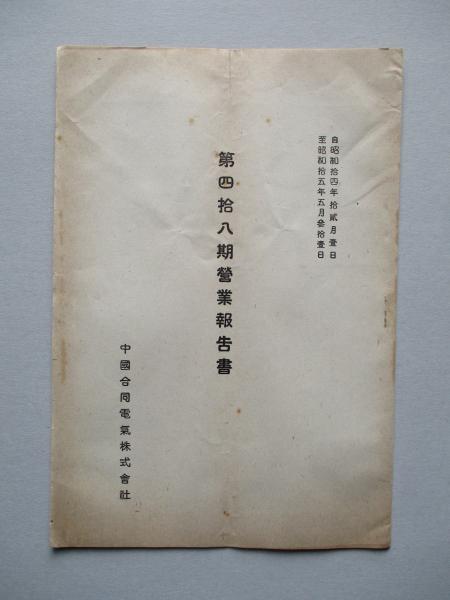 自昭和拾四年拾貳月壹日
至昭和拾五年五月參拾壹日
第四拾八期營業報告書
中國合同電氣株式會社